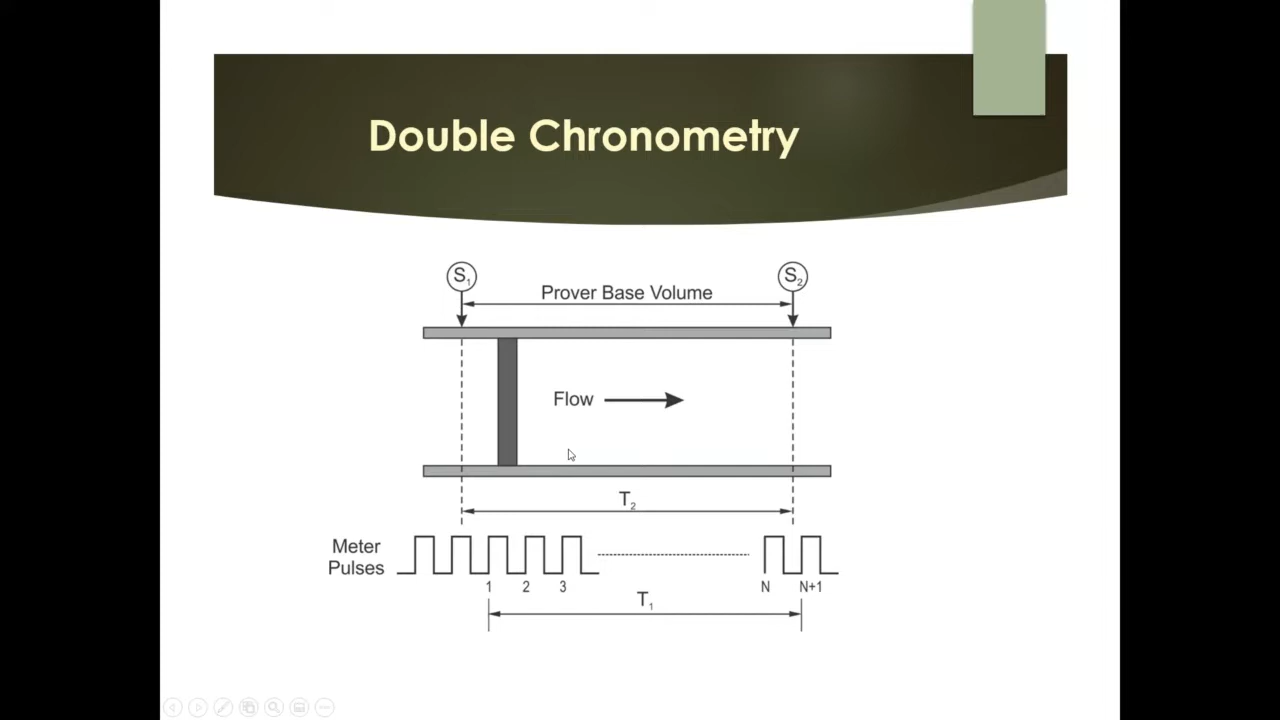 Double Chronometry
S₁
S₂
Prover Base Volume
Flow
T₂
Meter
Pulses
1 2 3 N N+1
T₁